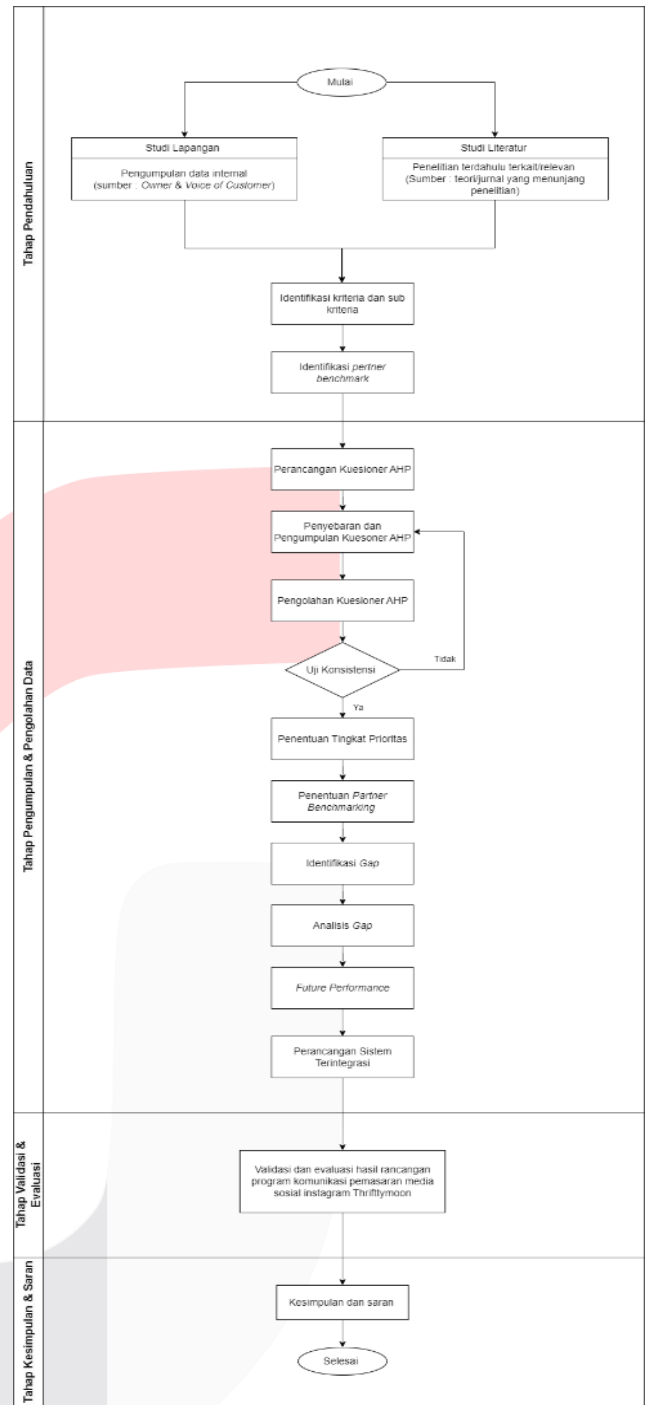 Tahap Pendahuluan
Mulai
Studi Lapangan
Pengumpulan data internal
(sumber : Owner & Voice of Customer)
Studi Literatur
Penelitian terdahulu terkait/relevan
(Sumber : teori/jurnal yang menunjang
penelitian)
Identifikasi kriteria dan sub
kriteria
Identifikasi pertner
benchmark
Tahap Pengumpulan & Pengolahan Data
Perancangan Kuesioner AHP
Penyebaran dan
Pengumpulan Kuesoner AHP
Pengolahan Kuesioner AHP
Uji Konsistensi
Tidak
Ya
Penentuan Tingkat Prioritas
Penentuan Partner
Benchmarking
Identifikasi Gap
Analisis Gap
Future Performance
Perancangan Sistem
Terintegrasi
Tahap Validasi &
Evaluasi
Validasi dan evaluasi hasil rancangan
program komunikasi pemasaran media
sosial instagram Thrifttymoon
Tahap Kesimpulan & Saran
Kesimpulan dan saran
Selesai